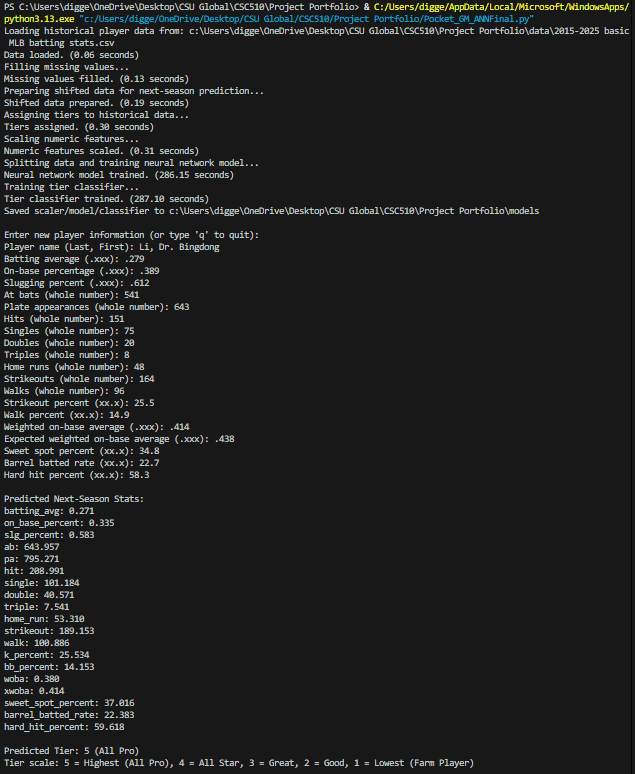 PS C:\Users\digge\OneDrive\Desktop\CSU Global\CSC510\Project Portfolio> & C:/Users/digge/AppData/Local/Microsoft/WindowsApps/
python3.13.exe "c:/Users/digge/OneDrive/Desktop/CSU Global/CSC510/Project Portfolio/Pocket_GM_ANNFinal.py"
Loading historical player data from: c:\Users\digge\OneDrive\Desktop\CSU Global\CSC510\Project Portfolio\data\2015-2025 basic
 MLB batting stats.csv
Data loaded. (0.06 seconds)
Filling missing values...
Missing values filled. (0.13 seconds)
Preparing shifted data for next-season prediction...
Shifted data prepared. (0.19 seconds)
Assigning tiers to historical data...
Tiers assigned. (0.30 seconds)
Scaling numeric features...
Numeric features scaled. (0.31 seconds)
Splitting data and training neural network model...
Neural network model trained. (286.15 seconds)
Training tier classifier...
Tier classifier trained. (287.10 seconds)
Saved scaler/model/classifier to c:\Users\digge\OneDrive\Desktop\CSU Global\CSC510\Project Portfolio\models

Enter new player information (or type 'q' to quit):
Player name (Last, First): Li, Dr. Bingdong
Batting average (.xxx): .279
On-base percentage (.xxx): .389
Slugging percent (.xxx): .612
At bats (whole number): 541
Plate appearances (whole number): 643
Hits (whole number): 151
Singles (whole number): 75
Doubles (whole number): 20
Triples (whole number): 8
Home runs (whole number): 48
Strikeouts (whole number): 164
Walks (whole number): 96
Strikeout percent (xx.x): 25.5
Walk percent (xx.x): 14.9
Weighted on-base average (.xxx): .414
Expected weighted on-base average (.xxx): .438
Sweet spot percent (xx.x): 34.8
Barrel batted rate (xx.x): 22.7
Hard hit percent (xx.x): 58.3

Predicted Next-Season Stats:
batting_avg: 0.271
on_base_percent: 0.335
slg_percent: 0.583
ab: 643.957
pa: 795.271
hit: 208.991
single: 101.184
double: 40.571
triple: 7.541
home_run: 53.310
strikeout: 189.153
walk: 100.886
k_percent: 25.534
bb_percent: 14.153
woba: 0.380
xwoba: 0.414
sweet_spot_percent: 37.016
barrel_batted_rate: 22.383
hard_hit_percent: 59.618

Predicted Tier: 5 (All Pro)
Tier scale: 5 = Highest (All Pro), 4 = All Star, 3 = Great, 2 = Good, 1 = Lowest (Farm Player)